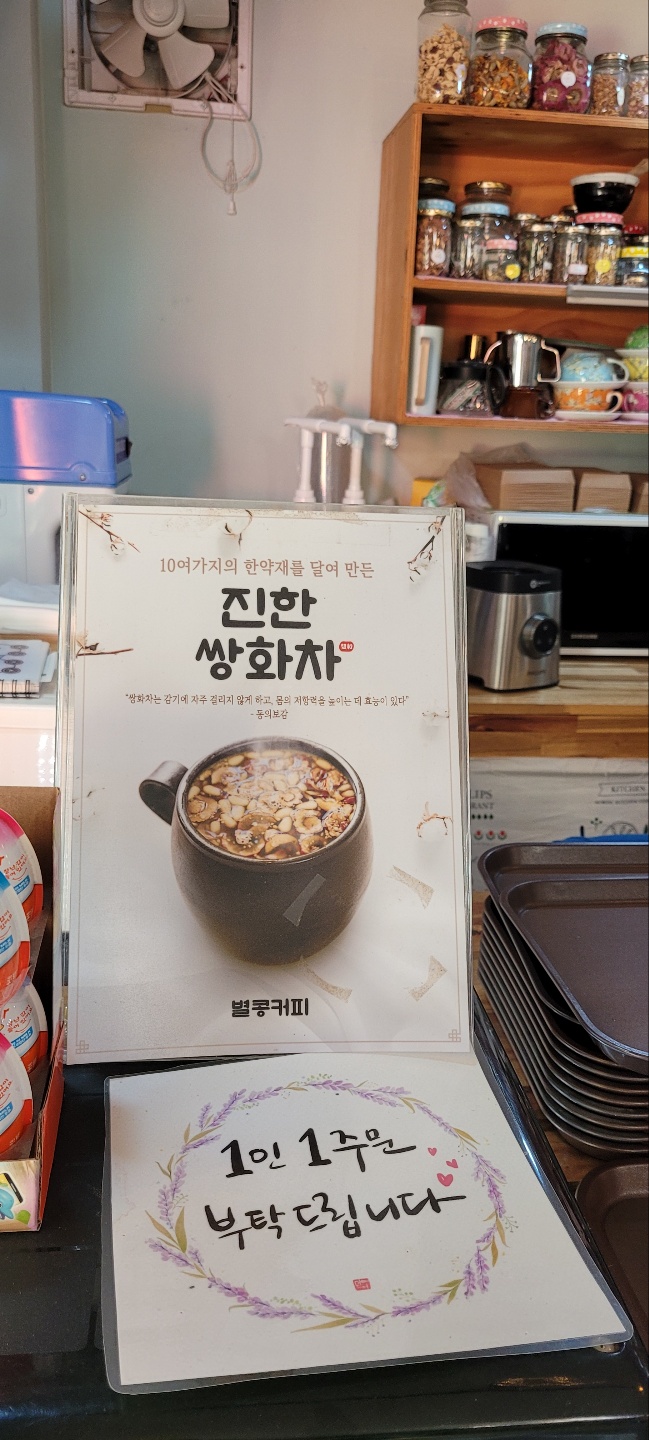 10여가지의 한약재를 달여 만든
진한
쌍화차
"쌍화차는 감기에 자주 걸리지 않게 하고, 몸의 저항력을 높이는 데 효능이 있다"
- 동의보감
별콩커피
1인 1주문
부탁드립니다
SAMSUNG
KITCHEN